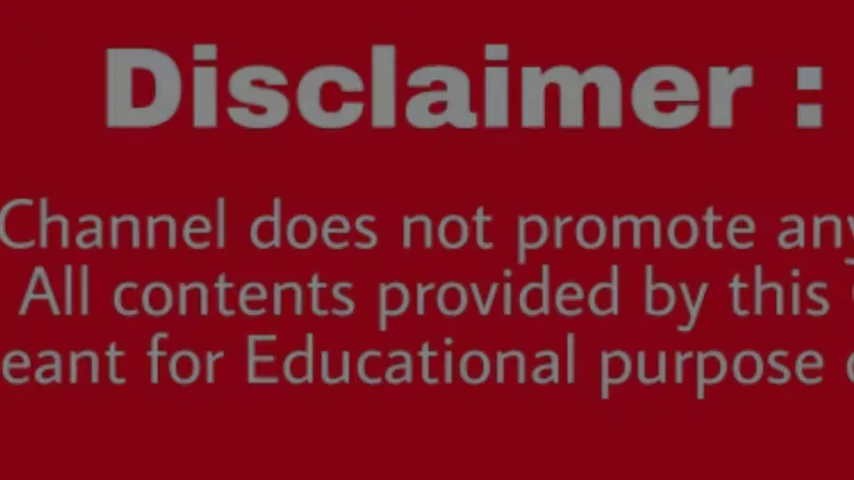 Disclaimer :
Channel does not promote any
All contents provided by this
eant for Educational purpose